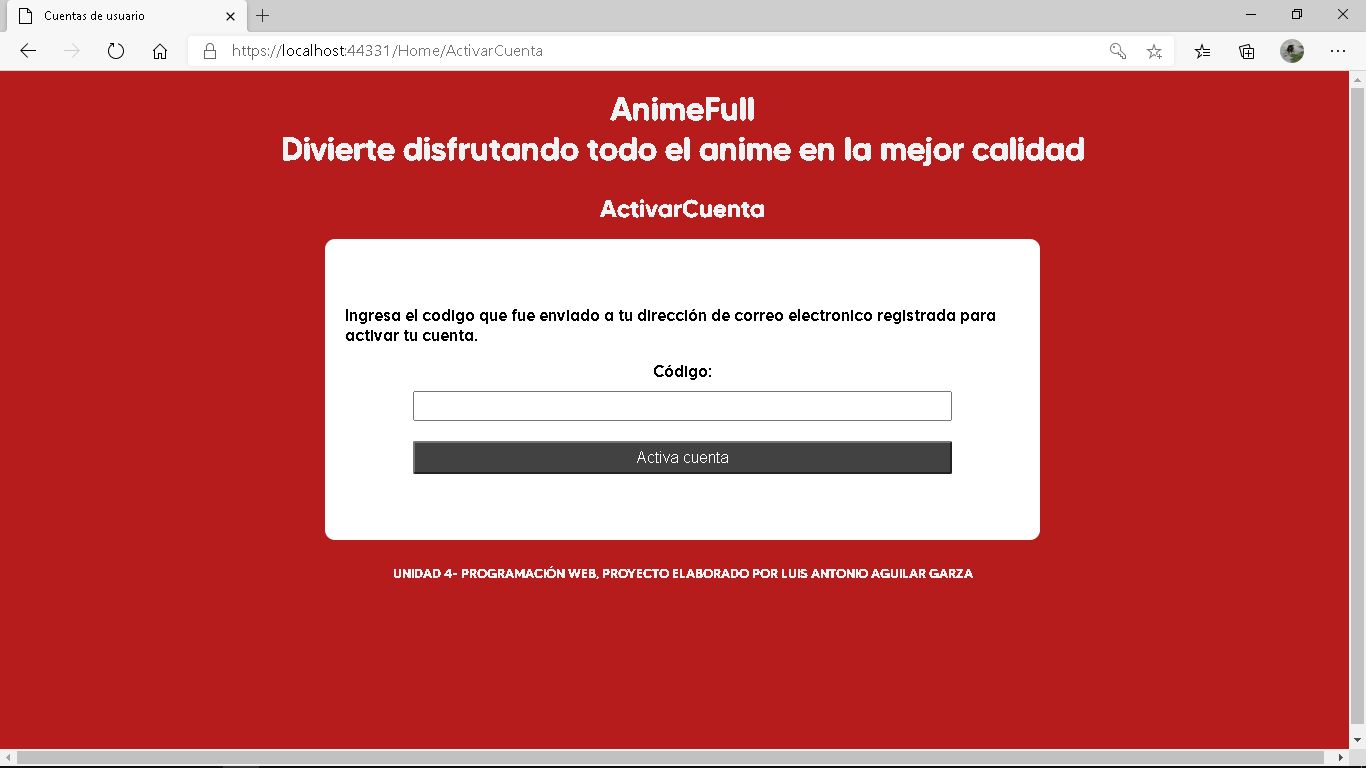 Cuentas de usuario
https://localhost:44331/Home/ActivarCuenta
AnimeFull
Divierte disfrutando todo el anime en la mejor calidad
ActivarCuenta
Ingresa el codigo que fue enviado a tu dirección de correo electronico registrada para
activar tu cuenta.
Código:
Activa cuenta
UNIDAD 4- PROGRAMACIÓN WEB, PROYECTO ELABORADO POR LUIS ANTONIO AGUILAR GARZA